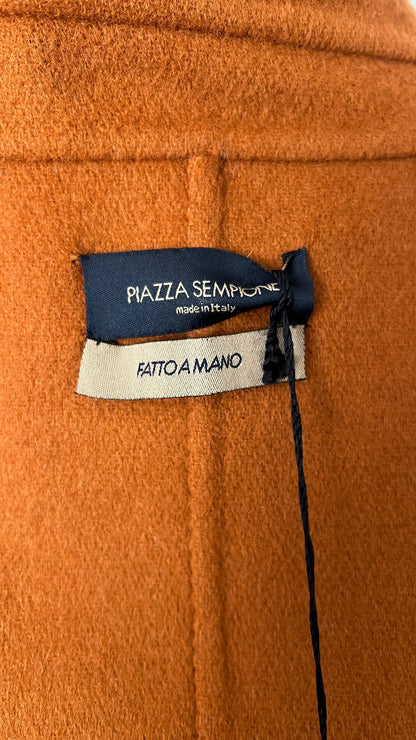 PIAZZA SEMPIONE
made in Italy
FATTO A MANO